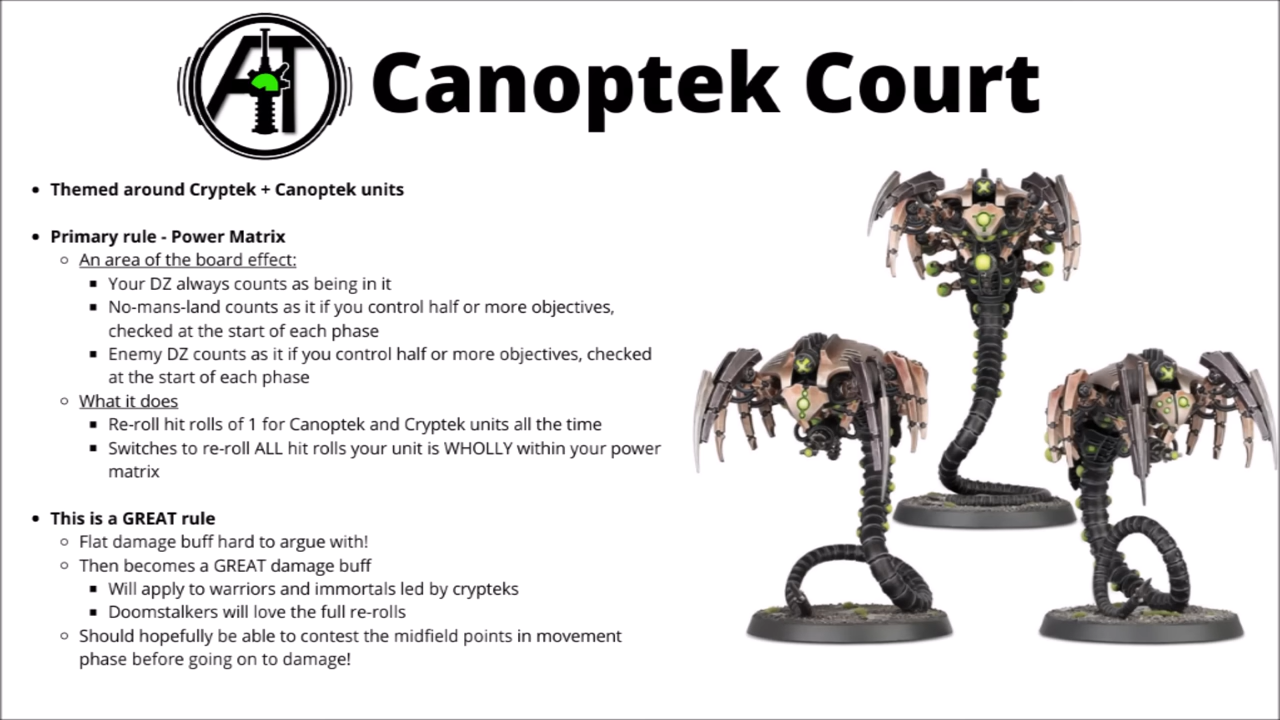 AT
Canoptek Court
• Themed around Cryptek + Canoptek units
• Primary rule - Power Matrix
○ An area of the board effect:
▪ Your DZ always counts as being in it
▪ No-mans-land counts as it if you control half or more objectives,
checked at the start of each phase
▪ Enemy DZ counts as it if you control half or more objectives, checked
at the start of each phase
○ What it does
▪ Re-roll hit rolls of 1 for Canoptek and Cryptek units all the time
▪ Switches to re-roll ALL hit rolls your unit is WHOLLY within your power
matrix
• This is a GREAT rule
○ Flat damage buff hard to argue with!
○ Then becomes a GREAT damage buff
▪ Will apply to warriors and immortals led by crypteks
▪ Doomstalkers will love the full re-rolls
○ Should hopefully be able to contest the midfield points in movement
phase before going on to damage!